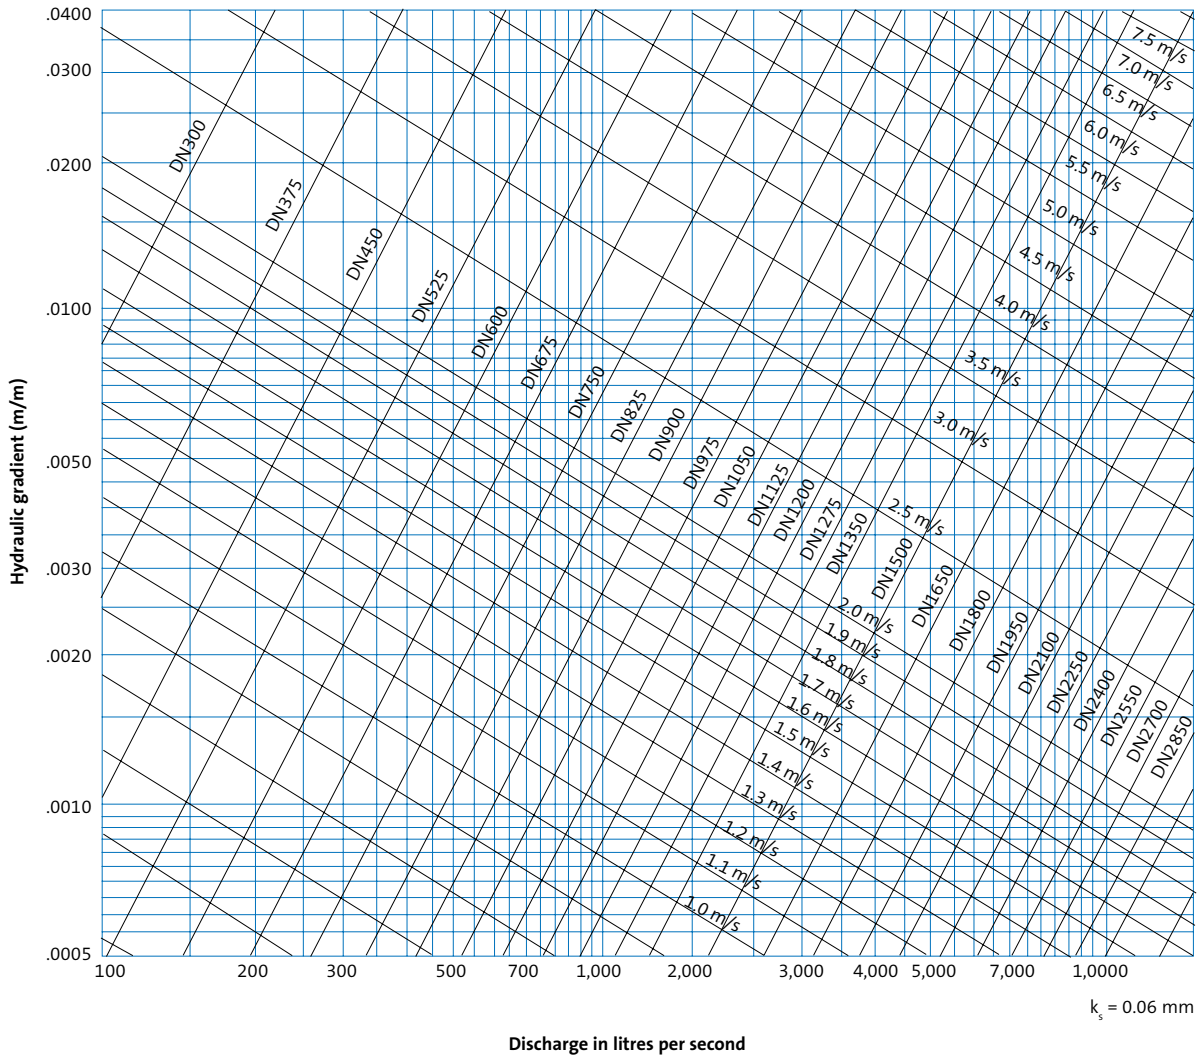 .0400
.0300
.0200
.0100
.0050
.0030
.0020
.0010
.0005
Hydraulic gradient (m/m)
7.5 m/s
7.0 m/s
6.5 m/s
6.0 m/s
5.5 m/s
5.0 m/s
4.5 m/s
4.0 m/s
3.5 m/s
3.0 m/s
2.5 m/s
2.0 m/s
1.9 m/s
1.8 m/s
1.7 m/s
1.6 m/s
1.5 m/s
1.4 m/s
1.3 m/s
1.2 m/s
1.1 m/s
1.0 m/s
DN300
DN375
DN450
DN525
DN600
DN675
DN750
DN825
DN900
DN975
DN1050
DN1125
DN1200
DN1275
DN1350
DN1500
DN1650
DN1800
DN1950
DN2100
DN2250
DN2400
DN2550
DN2700
DN2850
100 200 300 500 700 1,000 2,000 3,000 4,000 5,000 7,000 1,0000
k_s = 0.06 mm
Discharge in litres per second